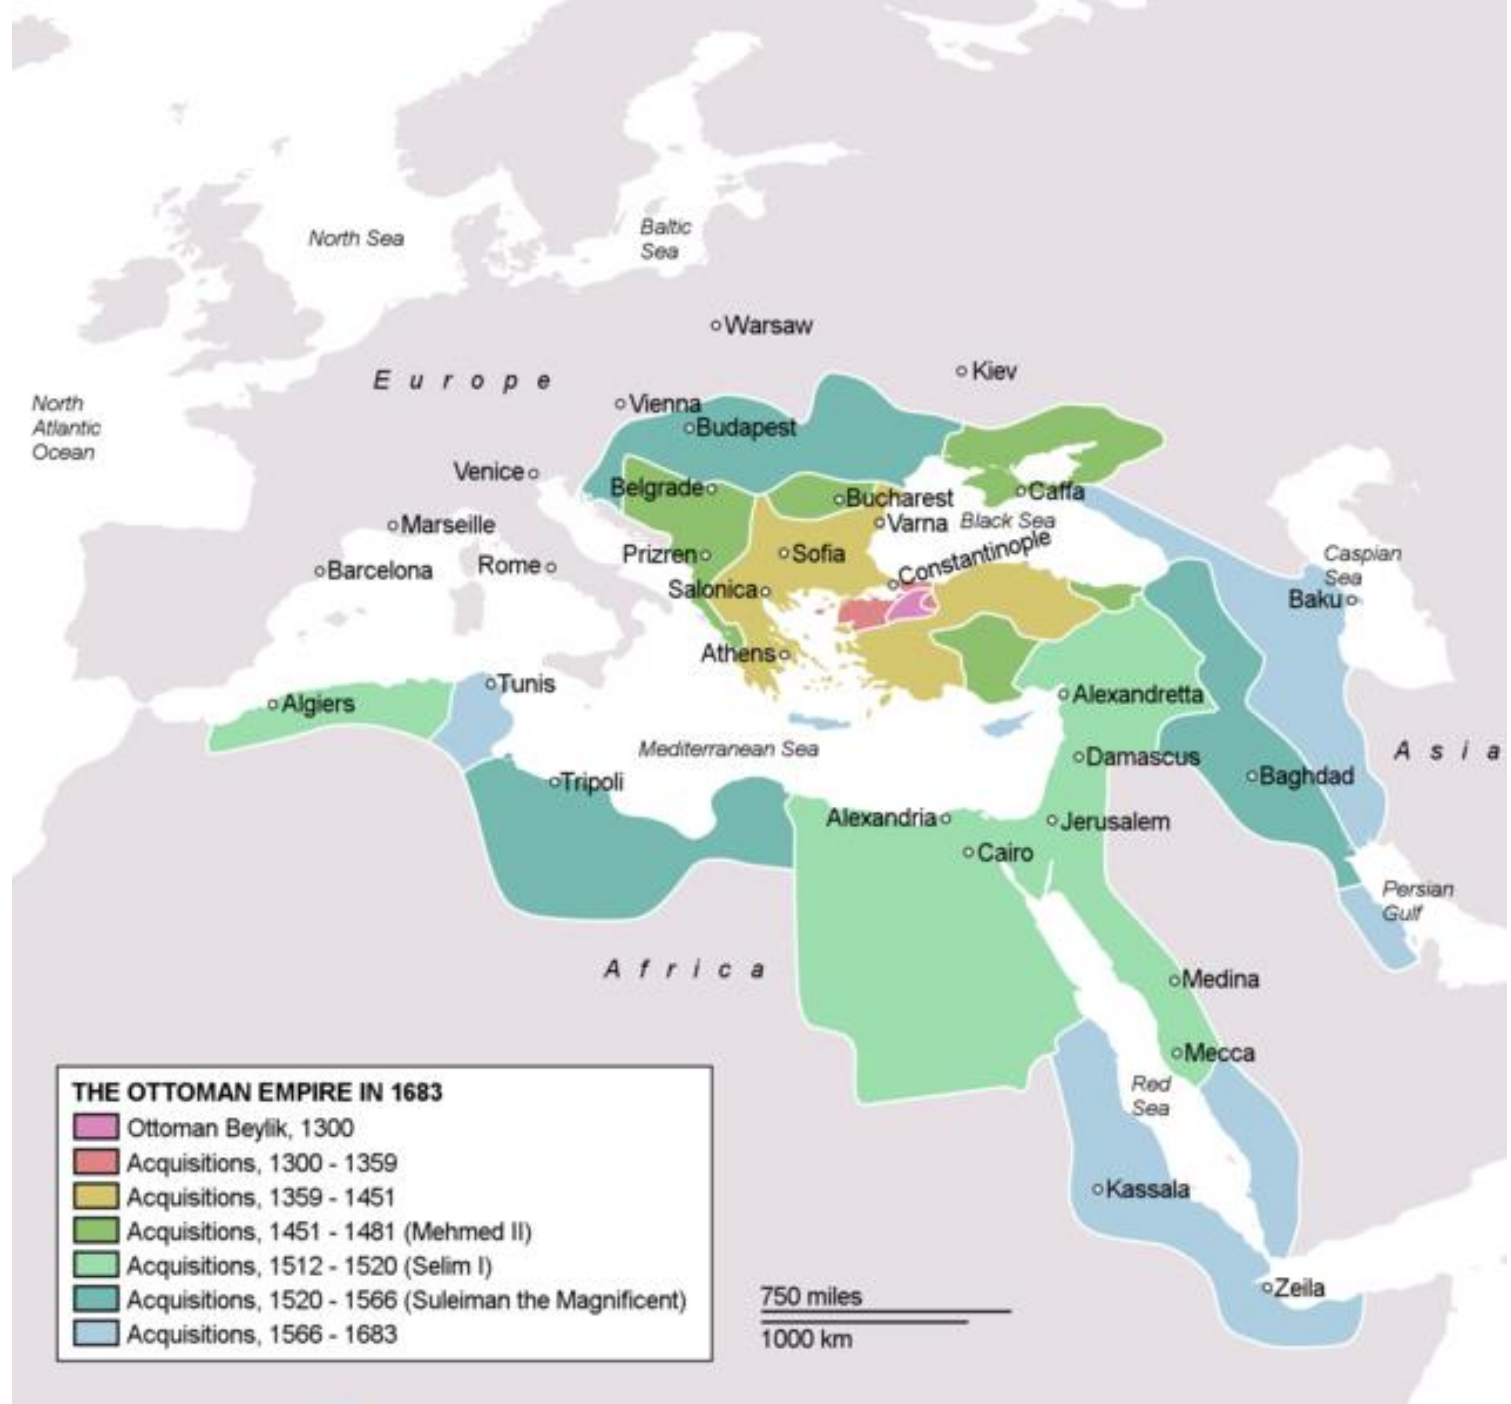 North Sea
Baltic
Sea
Warsaw
Europe
Kiev
North
Atlantic
Ocean
Vienna
Budapest
Venice
Belgrade
Bucharest
Caffa
Marseille
Varna
Black Sea
Prizren
Sofia
Constantinople
Caspian
Sea
Barcelona
Rome
Salonica
Baku
Athens
Algiers
Tunis
Alexandretta
Mediterranean Sea
Damascus
Asia
Tripoli
Baghdad
Alexandria
Jerusalem
Cairo
Persian
Gulf
Africa
Medina
Mecca
Red
Sea
Kassala
Zeila
THE OTTOMAN EMPIRE IN 1683
Ottoman Beylik, 1300
Acquisitions, 1300 - 1359
Acquisitions, 1359 - 1451
Acquisitions, 1451 - 1481 (Mehmed II)
Acquisitions, 1512 - 1520 (Selim I)
Acquisitions, 1520 - 1566 (Suleiman the Magnificent)
Acquisitions, 1566 - 1683
750 miles
1000 km